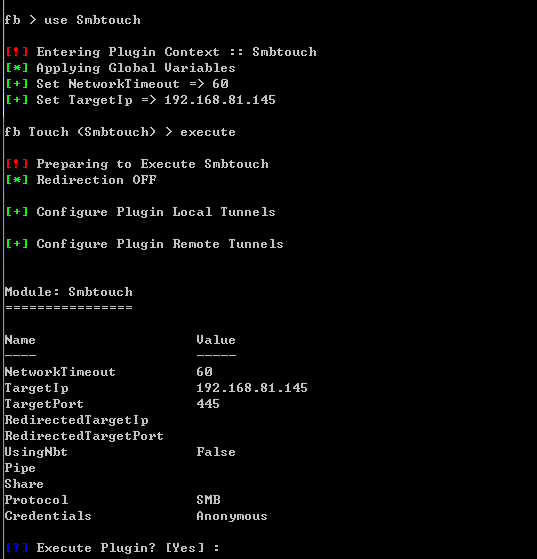 fb > use Smbtouch
[!] Entering Plugin Context :: Smbtouch
[*] Applying Global Variables
[+] Set NetworkTimeout => 60
[+] Set TargetIp => 192.168.81.145
fb Touch (Smbtouch) > execute
[!] Preparing to Execute Smbtouch
[*] Redirection OFF
[+] Configure Plugin Local Tunnels
[+] Configure Plugin Remote Tunnels
Module: Smbtouch
================
Name Value
---- -----
NetworkTimeout 60
TargetIp 192.168.81.145
TargetPort 445
RedirectedTargetIp
RedirectedTargetPort
UsingNbt False
Pipe
Share
Protocol SMB
Credentials Anonymous
[?] Execute Plugin? [Yes] :